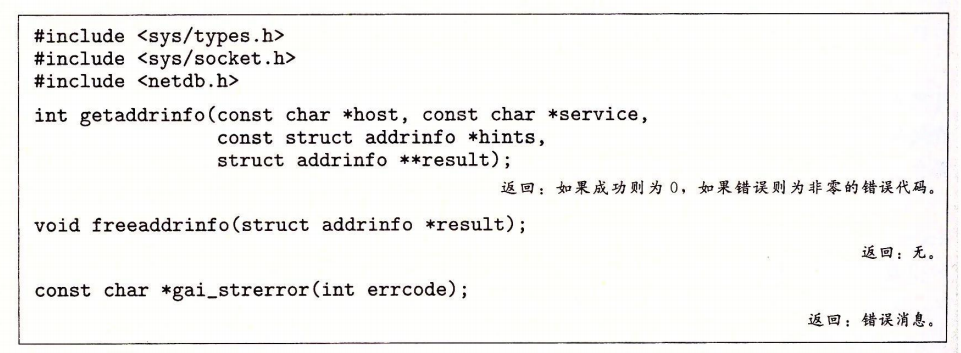 #include <sys/types.h>
#include <sys/socket.h>
#include <netdb.h>
int getaddrinfo(const char *host, const char *service,
const struct addrinfo *hints,
struct addrinfo **result);
返回：如果成功则为 0，如果错误则为非零的错误代码。
void freeaddrinfo(struct addrinfo *result);
返回：无。
const char *gai_strerror(int errcode);
返回：错误消息。